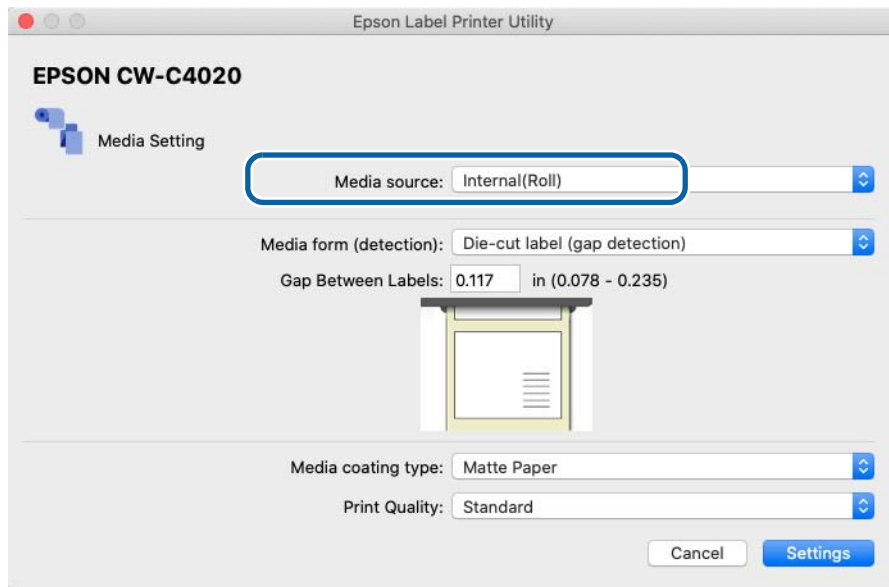 Epson Label Printer Utility
EPSON CW-C4020
Media Setting
Media source: Internal(Roll)
Media form (detection): Die-cut label (gap detection)
Gap Between Labels: 0.117 in (0.078 - 0.235)
Media coating type: Matte Paper
Print Quality: Standard
Cancel Settings